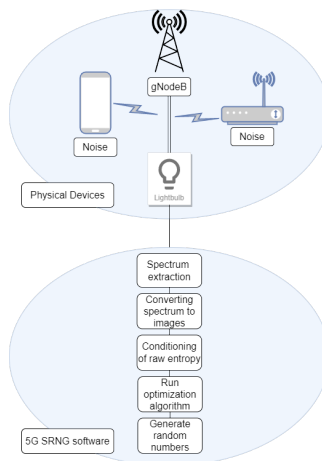 gNodeB
Noise
Noise
Lightbulb
Physical Devices
Spectrum
extraction
Converting
spectrum to
images
Conditioning
of raw entropy
Run
optimization
algorithm
Generate
random
numbers
5G SRNG software